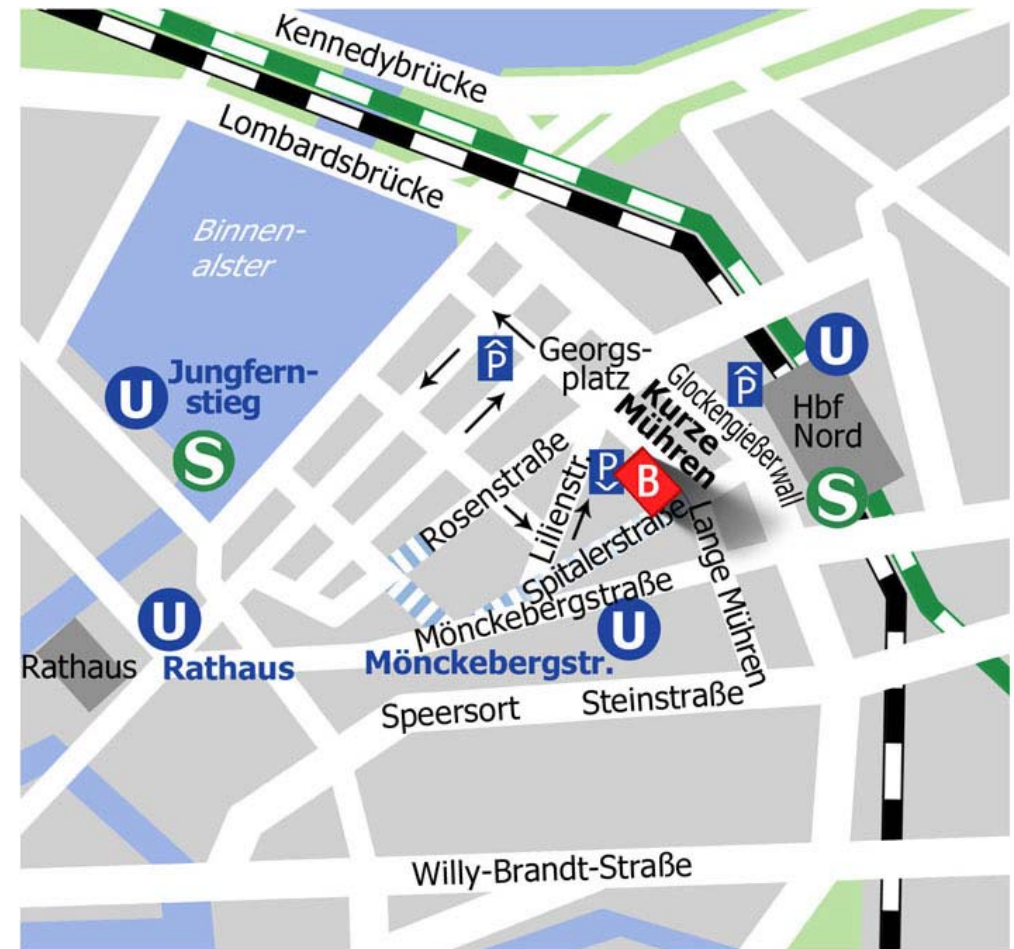 Kennedybrücke
Lombardsbrücke
Binnen-
alster
U
Jungfern-
stieg
S
P
Georgs-
platz
Kurze
Mühren
Glockengießerwall
P
U
Hbf
Nord
S
Rosenstraße
Lilienstr.
P
B
Spitalerstraße
Lange Mühren
Mönckebergstraße
U
Mönckebergstr.
U
Rathaus
Rathaus
Speersort
Steinstraße
Willy-Brandt-Straße